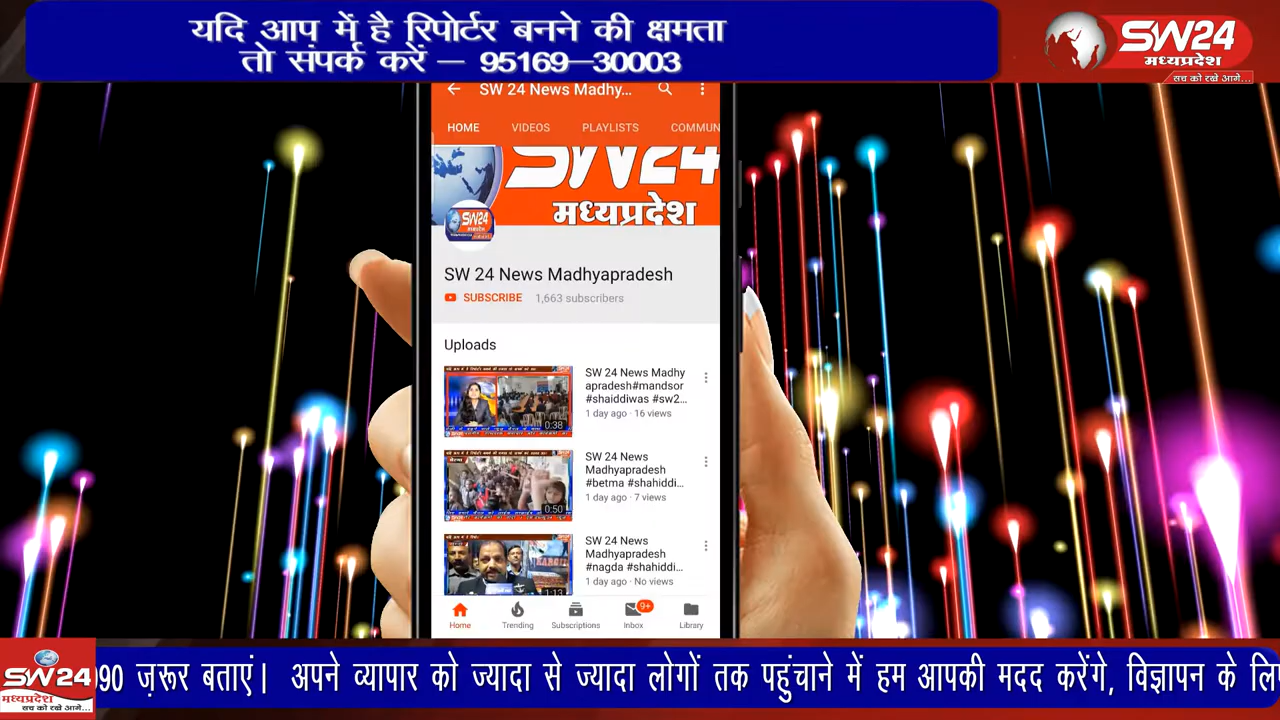 यदि आप में है रिपोर्टर बनने की क्षमता
तो संपर्क करें – 95169–30003
SW24
मध्यप्रदेश
सच को रखे आगे...
SW 24 News Madhy...
HOME VIDEOS PLAYLISTS COMMUN
SW24
मध्यप्रदेश
SW24
SW 24 News Madhyapradesh
SUBSCRIBE 1,663 subscribers
Uploads
SW 24 News Madhy
apradesh#mandsor
#shaiddiwas #sw2...
1 day ago · 16 views
0:38
SW 24 News
Madhyapradesh
#betma #shahiddi...
1 day ago · 7 views
0:50
SW 24 News
Madhyapradesh
#nagda #shahiddi...
1 day ago · No views
1:13
9+
Home Trending Subscriptions Inbox Library
SW24
मध्यप्रदेश
सच को रखे आगे...
990 ज़रूर बताएं। अपने व्यापार को ज्यादा से ज्यादा लोगों तक पहुंचाने में हम आपकी मदद करेंगे, विज्ञापन के लिए